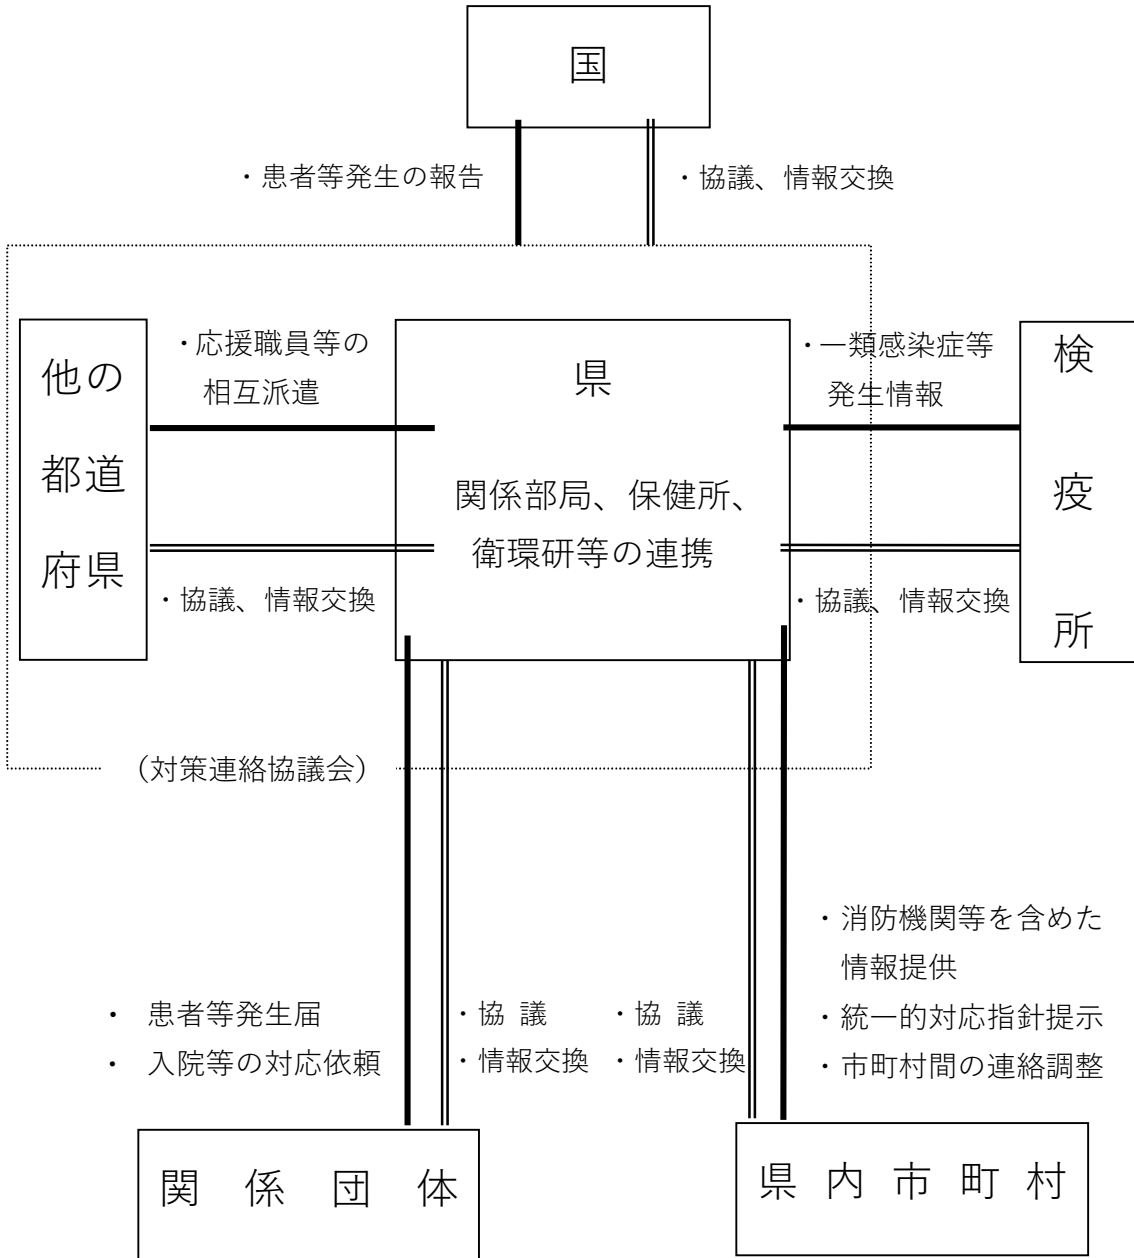 国
・患者等発生の報告
・協議、情報交換
他の
都道
府県
・応援職員等の
相互派遣
・協議、情報交換
県
関係部局、保健所、
衛環研等の連携
・一類感染症等
発生情報
・協議、情報交換
検
疫
所
（対策連絡協議会）
・ 患者等発生届
・ 入院等の対応依頼
・協 議
・情報交換
・協 議
・情報交換
・消防機関等を含めた
情報提供
・統一的対応指針提示
・市町村間の連絡調整
関 係 団 体
県 内 市 町 村